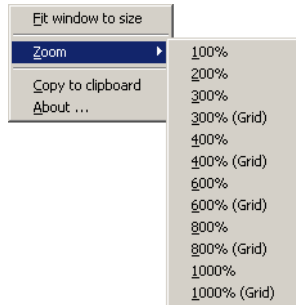 Fit window to size
Zoom
Copy to clipboard
About ...
100%
200%
300%
300% (Grid)
400%
400% (Grid)
600%
600% (Grid)
800%
800% (Grid)
1000%
1000% (Grid)